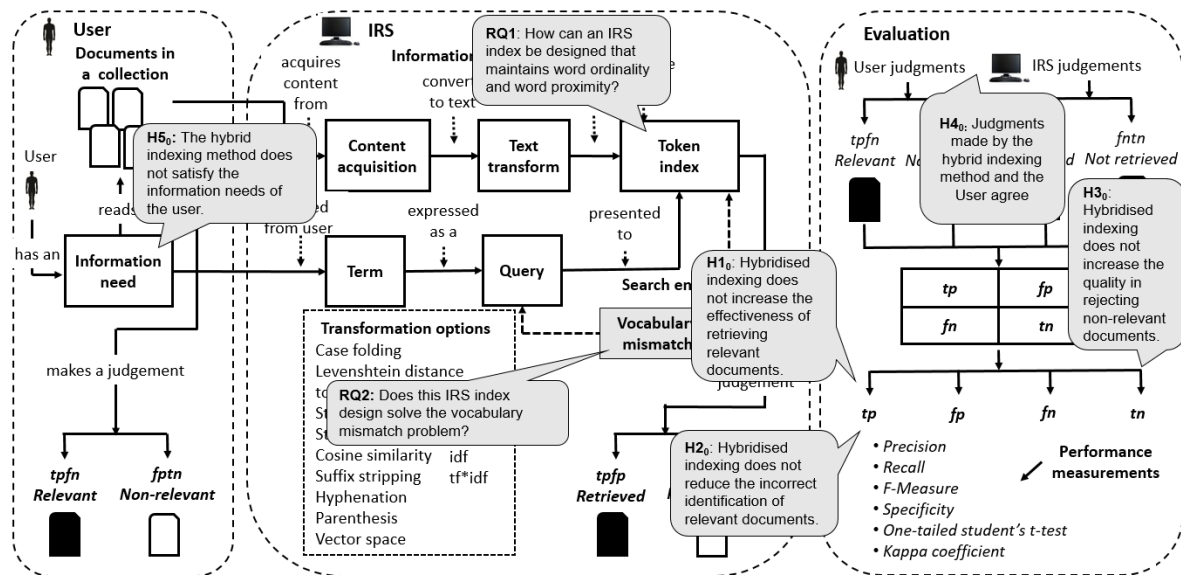 User
Documents in
a collection
User
has an
reads
Information
need
makes a judgement
tpfn
Relevant
fptn
Non-relevant
H5₀: The hybrid
indexing method does
not satisfy the
information needs of
the user.
IRS
Information
acquires
content
from
convert
to text
RQ1: How can an IRS
index be designed that
maintains word ordinality
and word proximity?
Content
acquisition
Text
transform
Token
index
from user
expressed
as a
presented
to
Term
Query
Search en
Vocabulary
mismatch
Transformation options
Case folding
Levenshtein distance
RQ2: Does this IRS index
design solve the vocabulary
mismatch problem?
Cosine similarity
idf
Suffix stripping
tf*idf
Hyphenation
Parenthesis
Vector space
judgement
tpfp
Retrieved
H1₀: Hybridised
indexing does
not increase the
effectiveness of
retrieving
relevant
documents.
H2₀: Hybridised
indexing does not
reduce the incorrect
identification of
relevant documents.
Evaluation
User judgments
IRS judgements
tpfn
Relevant
fntn
Not retrieved
H4₀: Judgments
made by the
hybrid indexing
method and the
User agree
H3₀:
Hybridised
indexing
does not
increase the
quality in
rejecting
non-relevant
documents.
tp
fp
fn
tn
tp
fp
fn
tn
• Precision
• Recall
• F-Measure
• Specificity
• One-tailed student's t-test
• Kappa coefficient
Performance
measurements